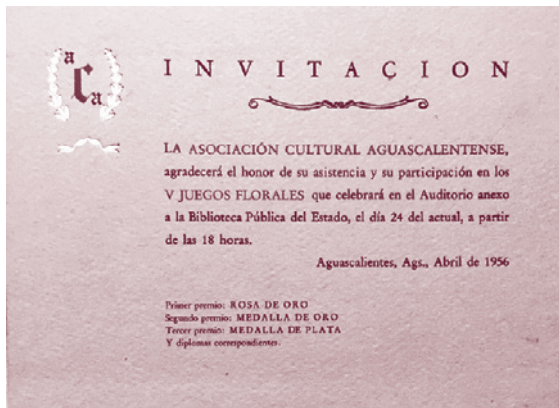 a
C
a
INVITACION
LA ASOCIACIÓN CULTURAL AGUASCALENTENSE,
agradecerá el honor de su asistencia y su participación en los
V JUEGOS FLORALES que celebrará en el Auditorio anexo
a la Biblioteca Pública del Estado, el día 24 del actual, a partir
de las 18 horas.
Aguascalientes, Ags., Abril de 1956
Primer premio: ROSA DE ORO
Segundo premio: MEDALLA DE ORO
Tercer premio: MEDALLA DE PLATA
Y diplomas correspondientes.